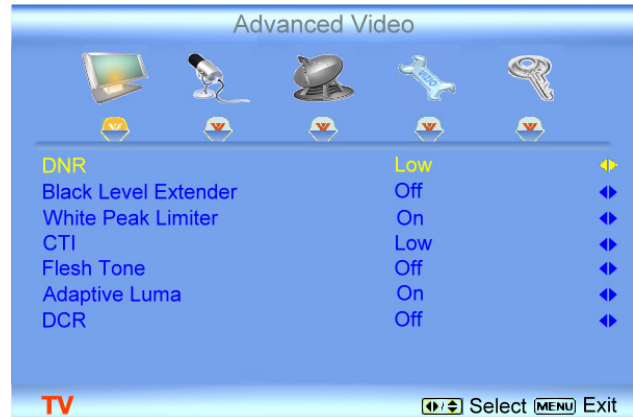 Advanced Video
VIZIO
DNR Low
Black Level Extender Off
White Peak Limiter On
CTI Low
Flesh Tone Off
Adaptive Luma On
DCR Off
TV Select MENU Exit